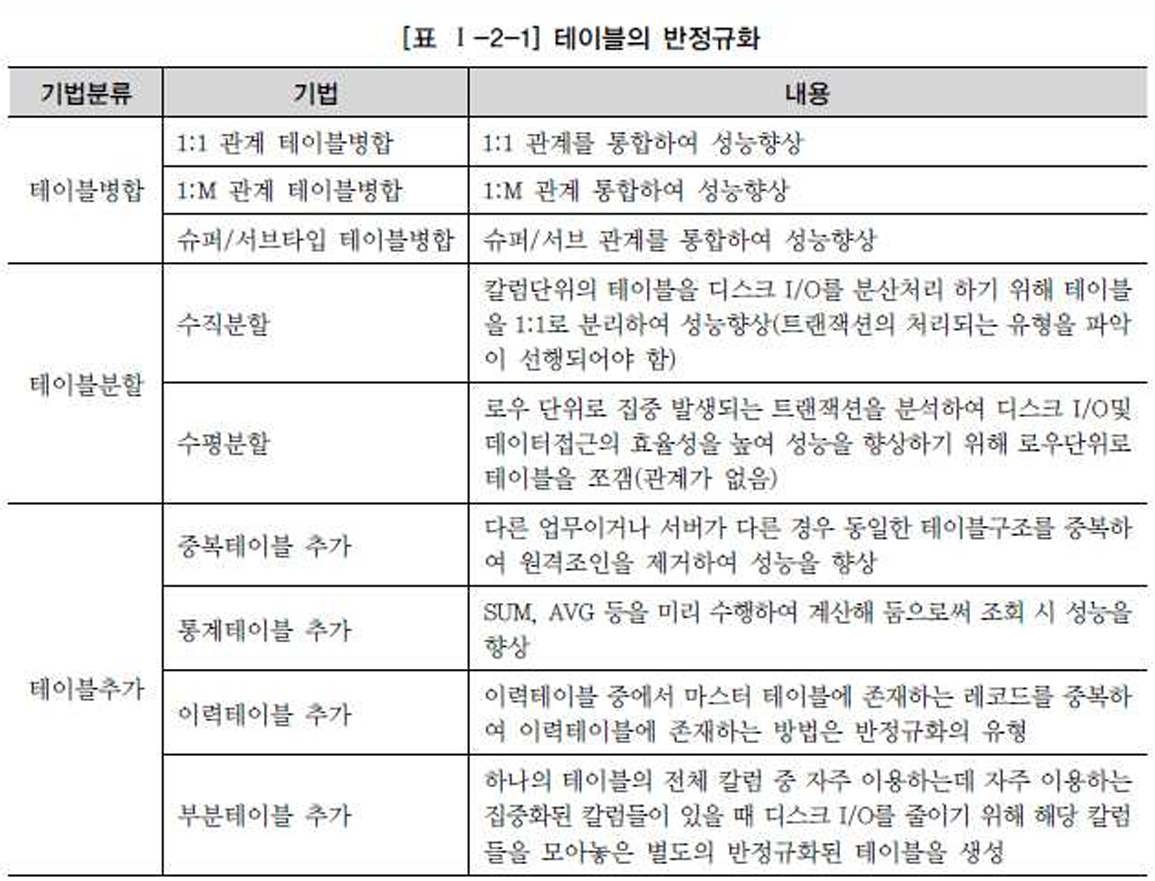 [표 Ⅰ-2-1] 테이블의 반정규화
기법분류 기법 내용
테이블병합
1:1 관계 테이블병합 1:1 관계를 통합하여 성능향상
1:M 관계 테이블병합 1:M 관계 통합하여 성능향상
슈퍼/서브타입 테이블병합 슈퍼/서브 관계를 통합하여 성능향상
테이블분할
수직분할
칼럼단위의 테이블을 디스크 I/O를 분산처리 하기 위해 테이블
을 1:1로 분리하여 성능향상(트랜잭션의 처리되는 유형을 파악
이 선행되어야 함)
수평분할
로우 단위로 집중 발생되는 트랜잭션을 분석하여 디스크 I/O및
데이터접근의 효율성을 높여 성능을 향상하기 위해 로우단위로
테이블을 쪼갬(관계가 없음)
테이블추가
중복테이블 추가
다른 업무이거나 서버가 다른 경우 동일한 테이블구조를 중복하
여 원격조인을 제거하여 성능을 향상
통계테이블 추가
SUM, AVG 등을 미리 수행하여 계산해 둠으로써 조회 시 성능을
향상
이력테이블 추가
이력테이블 중에서 마스터 테이블에 존재하는 레코드를 중복하
여 이력테이블에 존재하는 방법은 반정규화의 유형
부분테이블 추가
하나의 테이블의 전체 칼럼 중 자주 이용하는데 자주 이용하는
집중화된 칼럼들이 있을 때 디스크 I/O를 줄이기 위해 해당 칼럼
들을 모아놓은 별도의 반정규화된 테이블을 생성